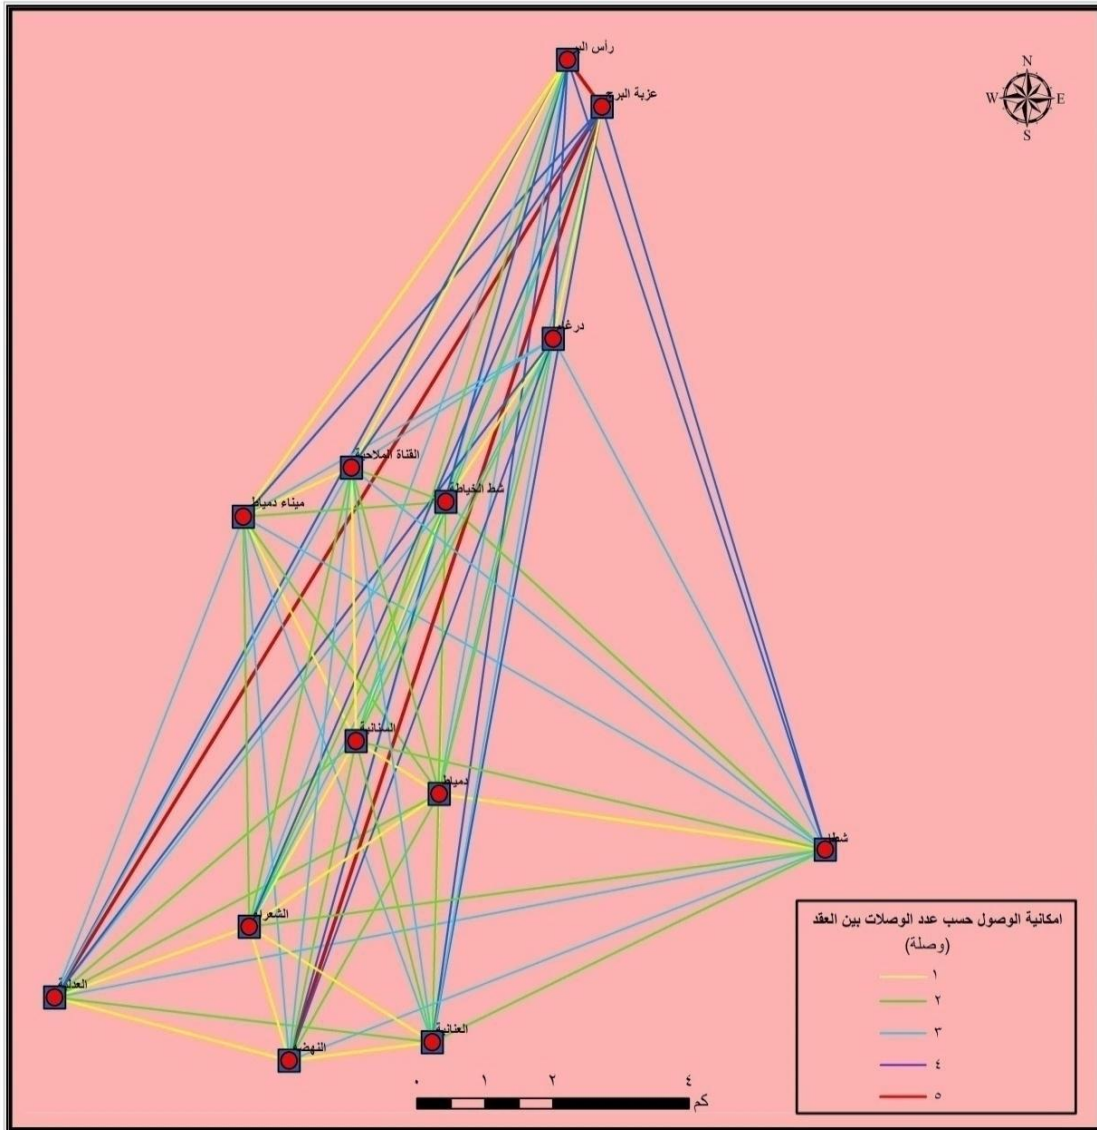 رأس البر
N
عزبة البرج
W
E
S
درغام
القناة الملاحية
شط الخياطة
ميناء دمياط
السنانية
دمياط
شطا
الشعراء
العدلية
العنانية
النهضة
امكانية الوصول حسب عدد الوصلات بين العقد
(وصلة)
١
٢
٣
٤
٥
٠ ١ ٢ ٤
كم